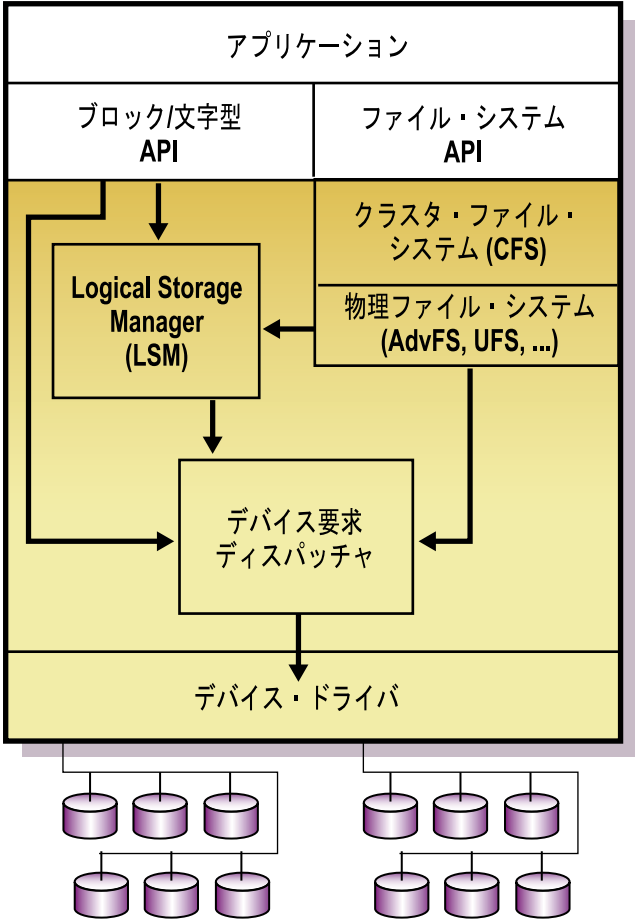 アプリケーション
ブロック/文字型
API
ファイル・システム
API
クラスタ・ファイル・
システム (CFS)
Logical Storage
Manager
(LSM)
物理ファイル・システム
(AdvFS, UFS, ...)
デバイス要求
ディスパッチャ
デバイス・ドライバ